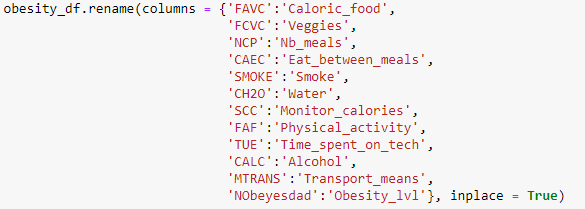 obesity_df.rename(columns = {'FAVC':'Caloric_food',
'FCVC':'Veggies',
'NCP':'Nb_meals',
'CAEC':'Eat_between_meals',
'SMOKE':'Smoke',
'CH2O':'Water',
'SCC':'Monitor_calories',
'FAF':'Physical_activity',
'TUE':'Time_spent_on_tech',
'CALC':'Alcohol',
'MTRANS':'Transport_means',
'NObeyesdad':'Obesity_lvl'}, inplace = True)